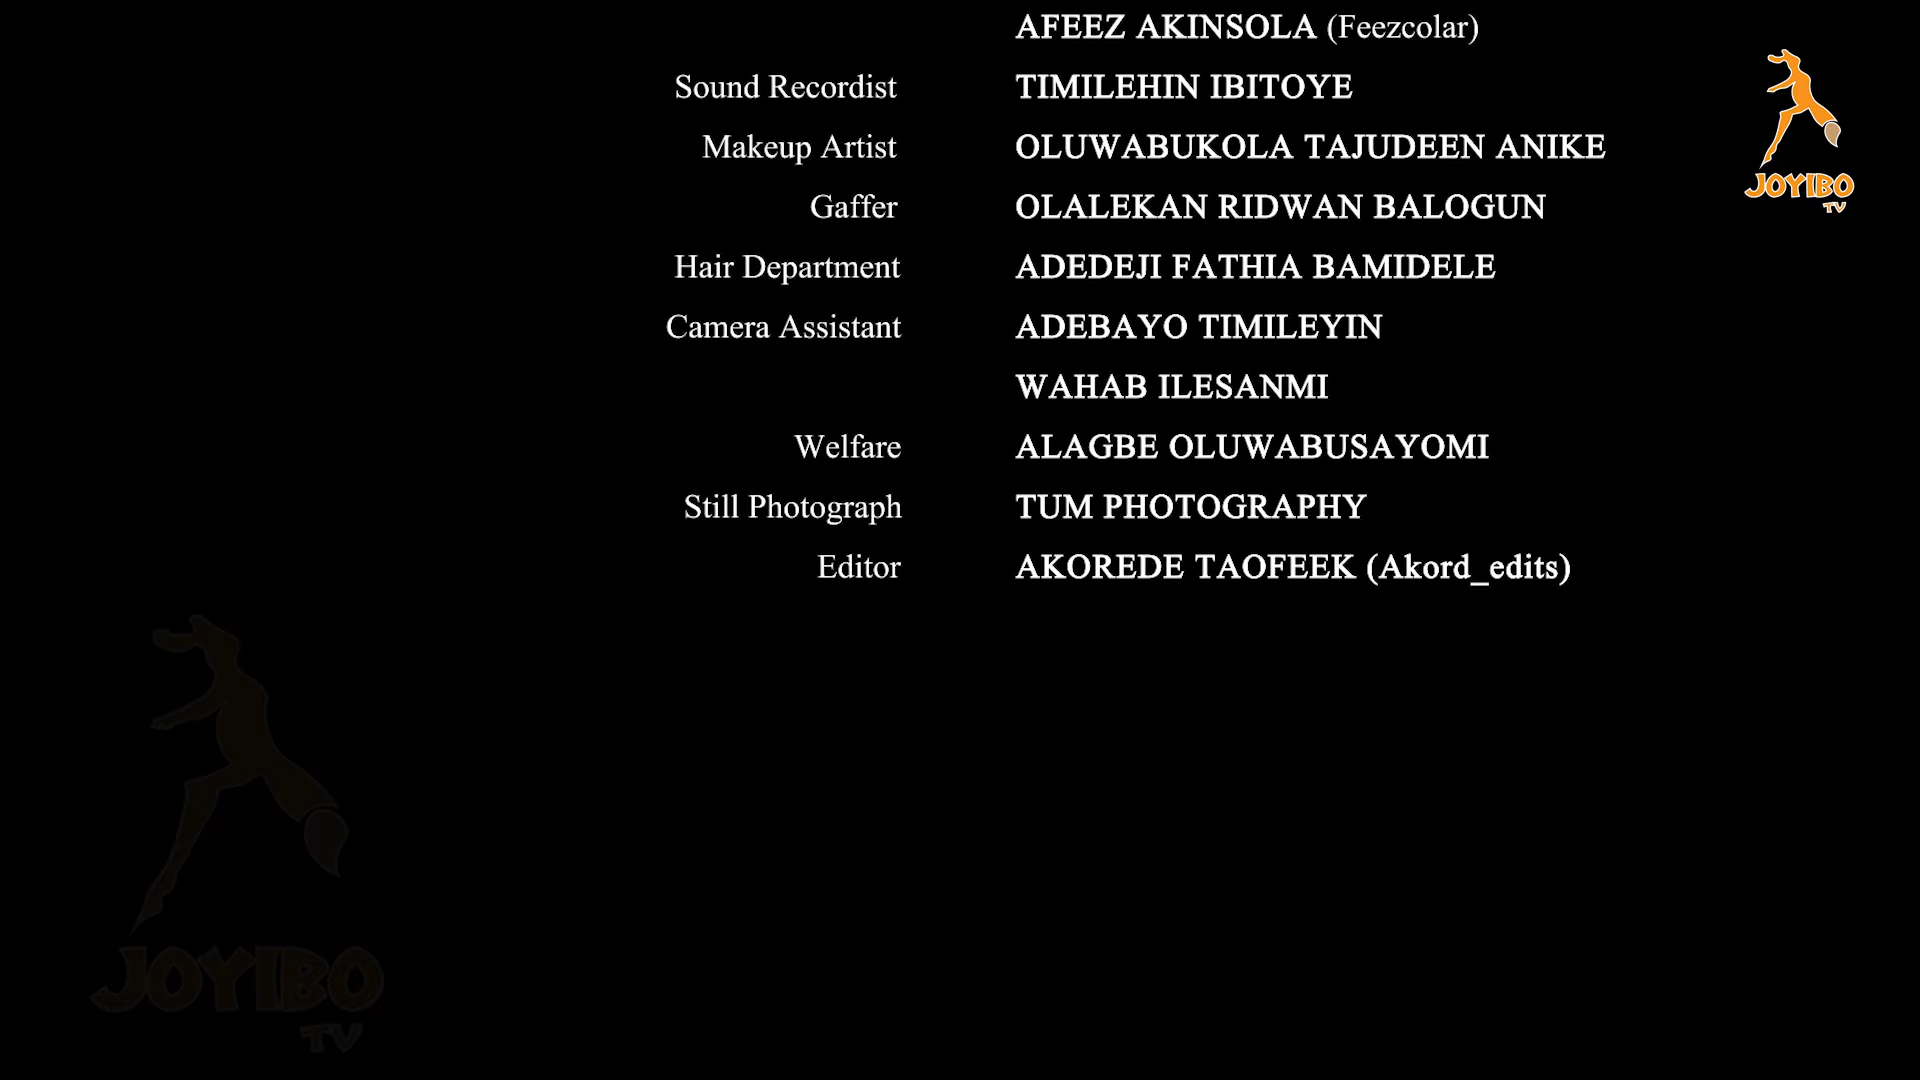 AFEEZ AKINSOLA (Feezcolar)
Sound Recordist TIMILEHIN IBITOYE
Makeup Artist OLUWABUKOLA TAJUDEEN ANIKE
Gaffer OLALEKAN RIDWAN BALOGUN
Hair Department ADEDEJI FATHIA BAMIDELE
Camera Assistant ADEBAYO TIMILEYIN
WAHAB ILESANMI
Welfare ALAGBE OLUWABUSAYOMI
Still Photograph TUM PHOTOGRAPHY
Editor AKOREDE TAOFEEK (Akord_edits)
JOYIBO
TV
JOYIBO
TV